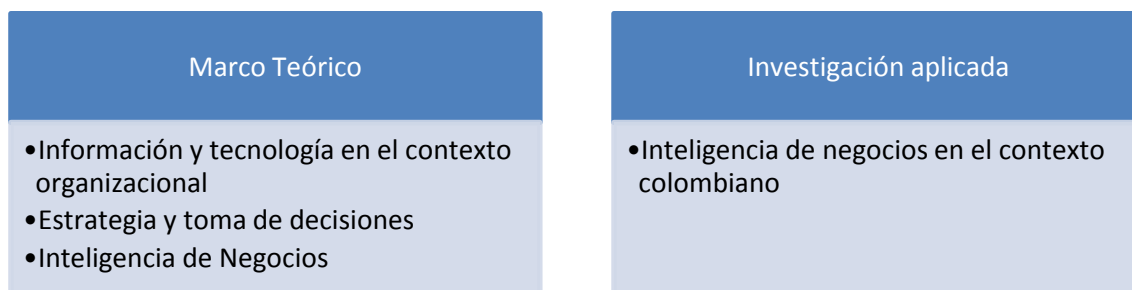 Marco Teórico
•Información y tecnología en el contexto
organizacional
•Estrategia y toma de decisiones
•Inteligencia de Negocios
Investigación aplicada
•Inteligencia de negocios en el contexto
colombiano